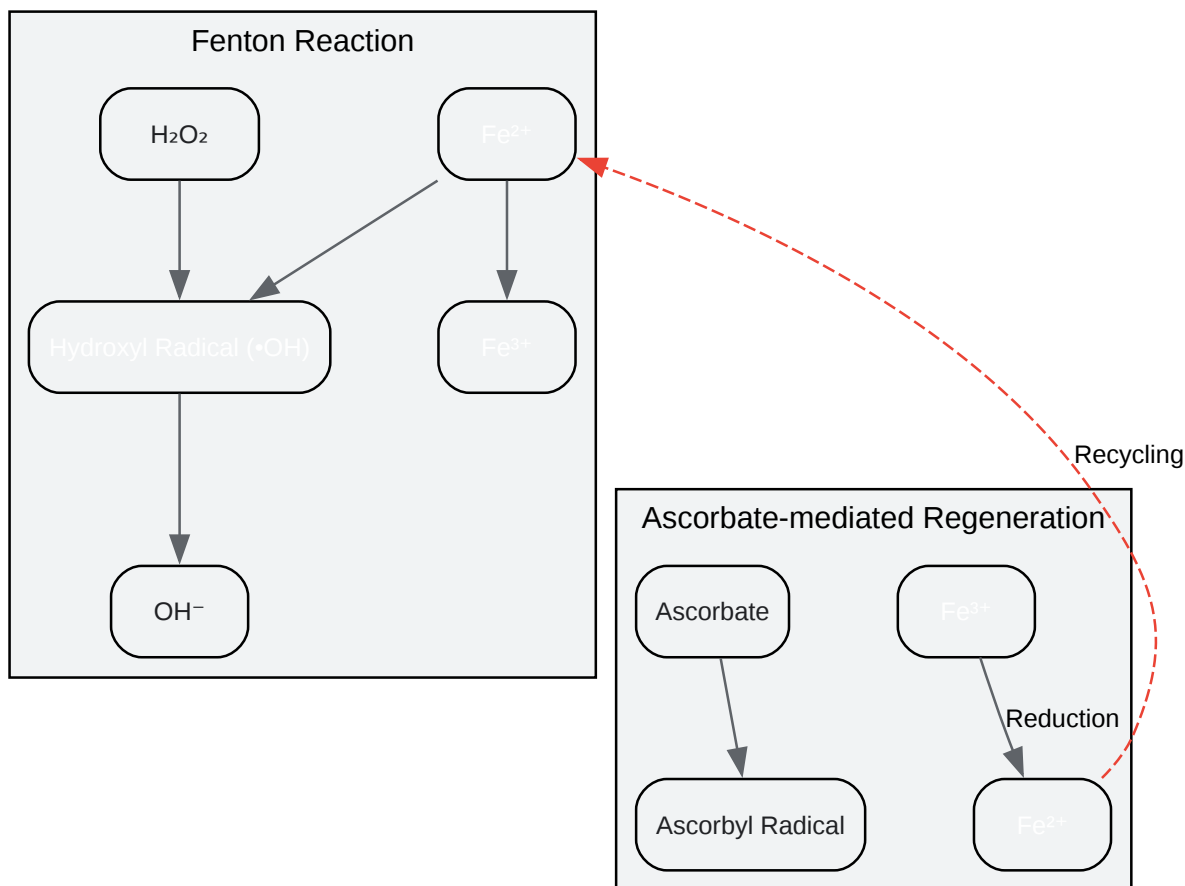 Fenton Reaction
H₂O₂
Fe²⁺
Hydroxyl Radical (•OH)
Fe³⁺
OH⁻
Recycling
Ascorbate-mediated Regeneration
Ascorbate
Fe³⁺
Reduction
Ascorbyl Radical
Fe²⁺